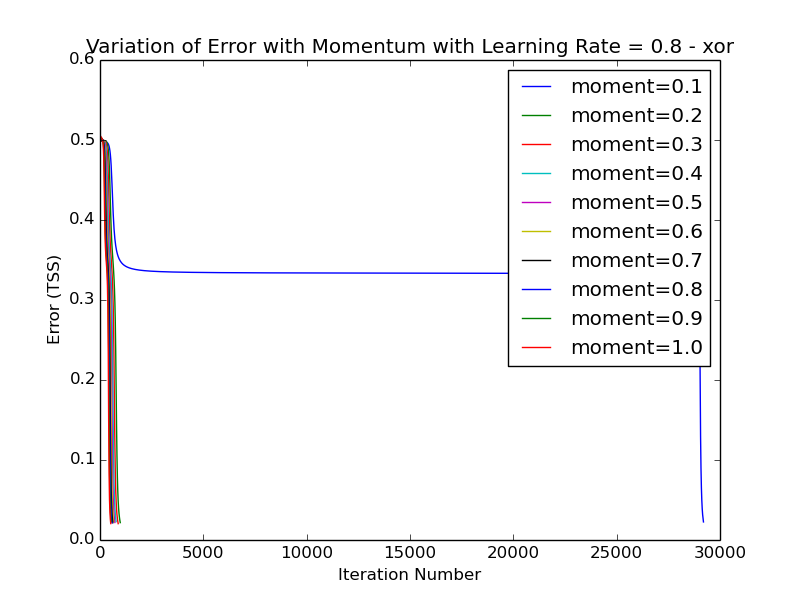 Variation of Error with Momentum with Learning Rate = 0.8 - xor
0.6
0.5
0.4
0.3
0.2
0.1
0.0
Error (TSS)
moment=0.1
moment=0.2
moment=0.3
moment=0.4
moment=0.5
moment=0.6
moment=0.7
moment=0.8
moment=0.9
moment=1.0
0 5000 10000 15000 20000 25000 30000
Iteration Number